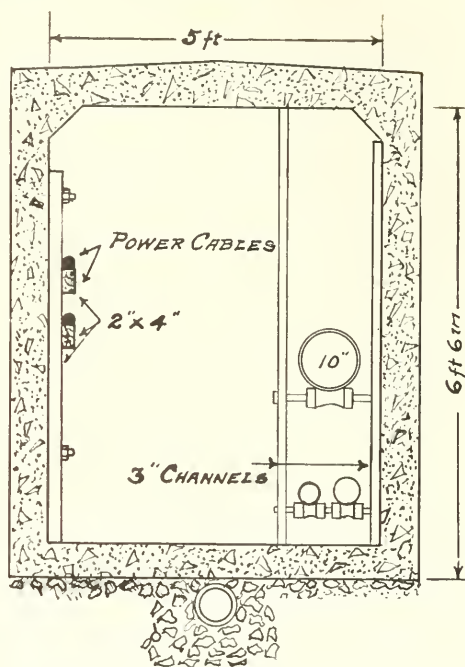 5 ft
POWER CABLES
2"x 4"
10"
6 ft 6 in
3" CHANNELS